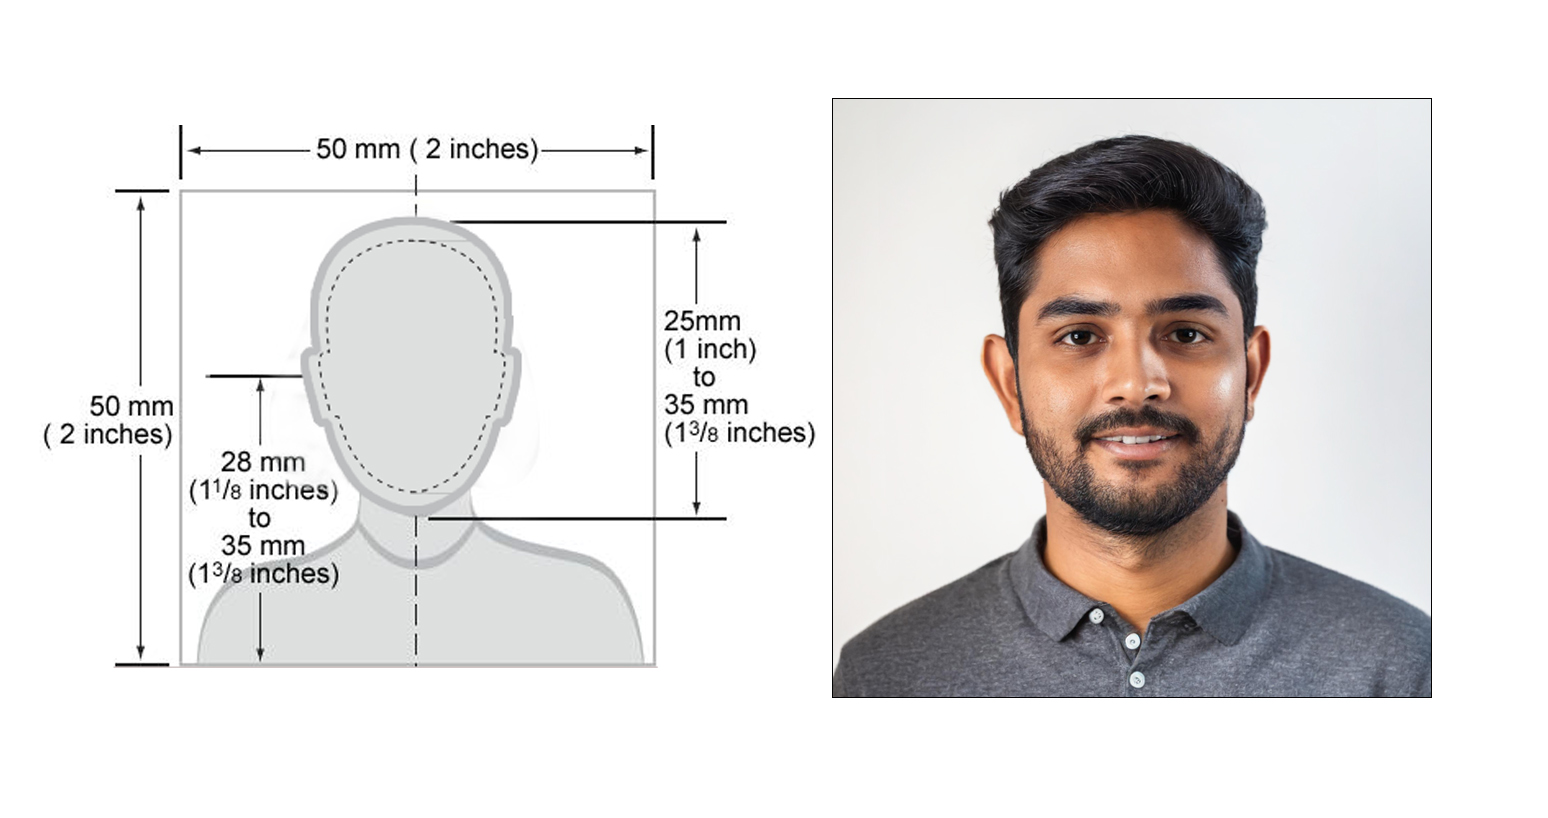 50 mm ( 2 inches)
50 mm
( 2 inches)
28 mm
(1¹/8 inches)
to
35 mm
(1³/8 inches)
25mm
(1 inch)
to
35 mm
(1³/8 inches)